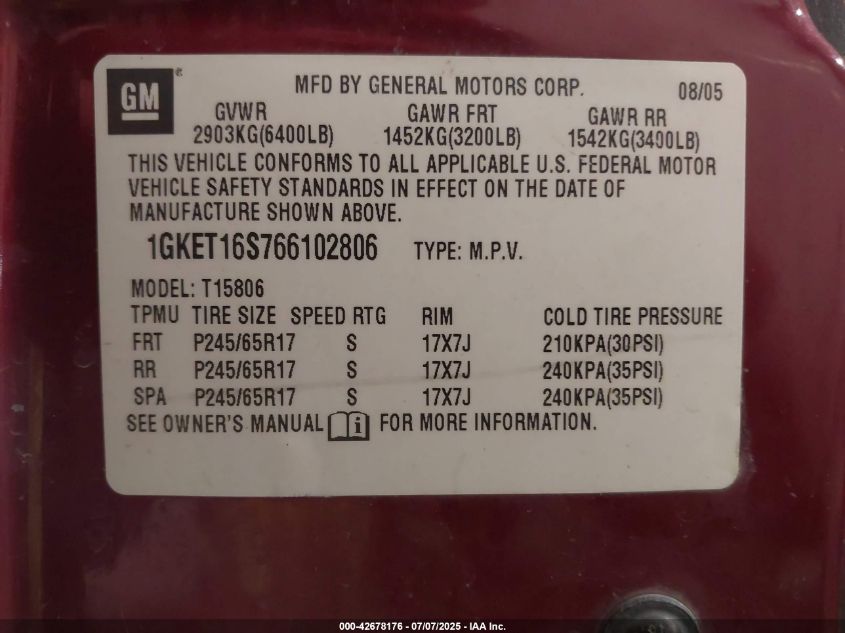 GM®
MFD BY GENERAL MOTORS CORP. 08/05
GVWR GAWR FRT GAWR RR
2903KG(6400LB) 1452KG(3200LB) 1542KG(3400LB)
THIS VEHICLE CONFORMS TO ALL APPLICABLE U.S. FEDERAL MOTOR
VEHICLE SAFETY STANDARDS IN EFFECT ON THE DATE OF
MANUFACTURE SHOWN ABOVE.
1GKET16S766102806 TYPE: M.P.V.
MODEL: T15806
TPMU TIRE SIZE SPEED RTG RIM COLD TIRE PRESSURE
FRT P245/65R17 S 17X7J 210KPA(30PSI)
RR P245/65R17 S 17X7J 240KPA(35PSI)
SPA P245/65R17 S 17X7J 240KPA(35PSI)
SEE OWNER'S MANUAL i FOR MORE INFORMATION.
000-42678176 - 07/07/2025 - IAA Inc.